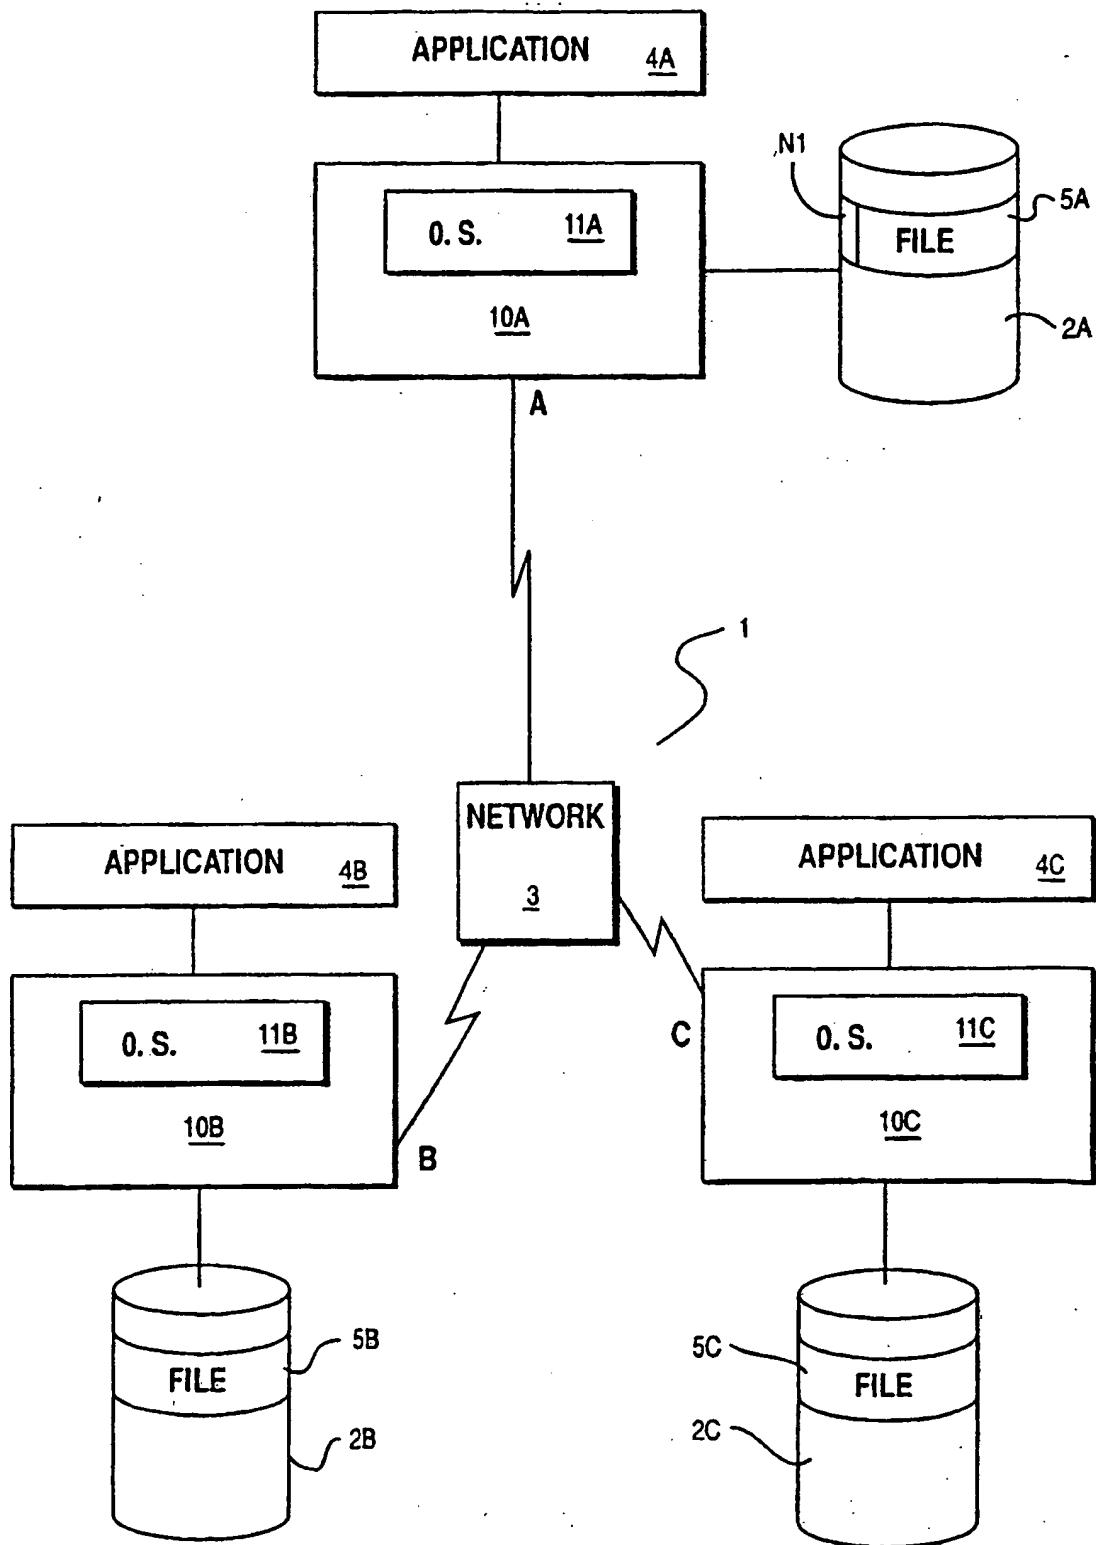 APPLICATION 4A
N1
5A
O. S. 11A
FILE
10A
2A
A
1
NETWORK
3
APPLICATION 4B
APPLICATION 4C
O. S. 11B
C
O. S. 11C
10B
10C
B
5B
FILE
5C
FILE
2B
2C